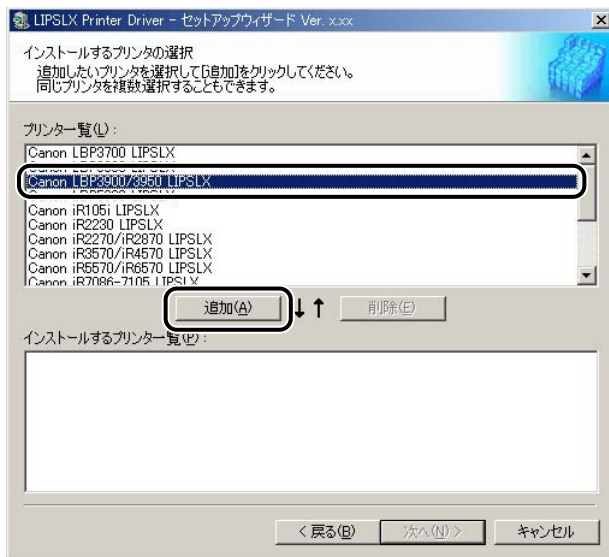 LIPSLX Printer Driver - セットアップウィザード Ver. x.xx
インストールするプリンタの選択
追加したいプリンタを選択して[追加]をクリックしてください。
同じプリンタを複数選択することもできます。
プリンター覧(L):
Canon LBP3700 LIPSLX
Canon LBP3900/3950 LIPSLX
Canon iR105i LIPSLX
Canon iR2230 LIPSLX
Canon iR2270/iR2870 LIPSLX
Canon iR3570/iR4570 LIPSLX
Canon iR5570/iR6570 LIPSLX
Canon iR7086-7105 LIPSLX
追加(A) ↓↑ 削除(E)
インストールするプリンター覧(P):
< 戻る(B) 次へ(N) > キャンセル